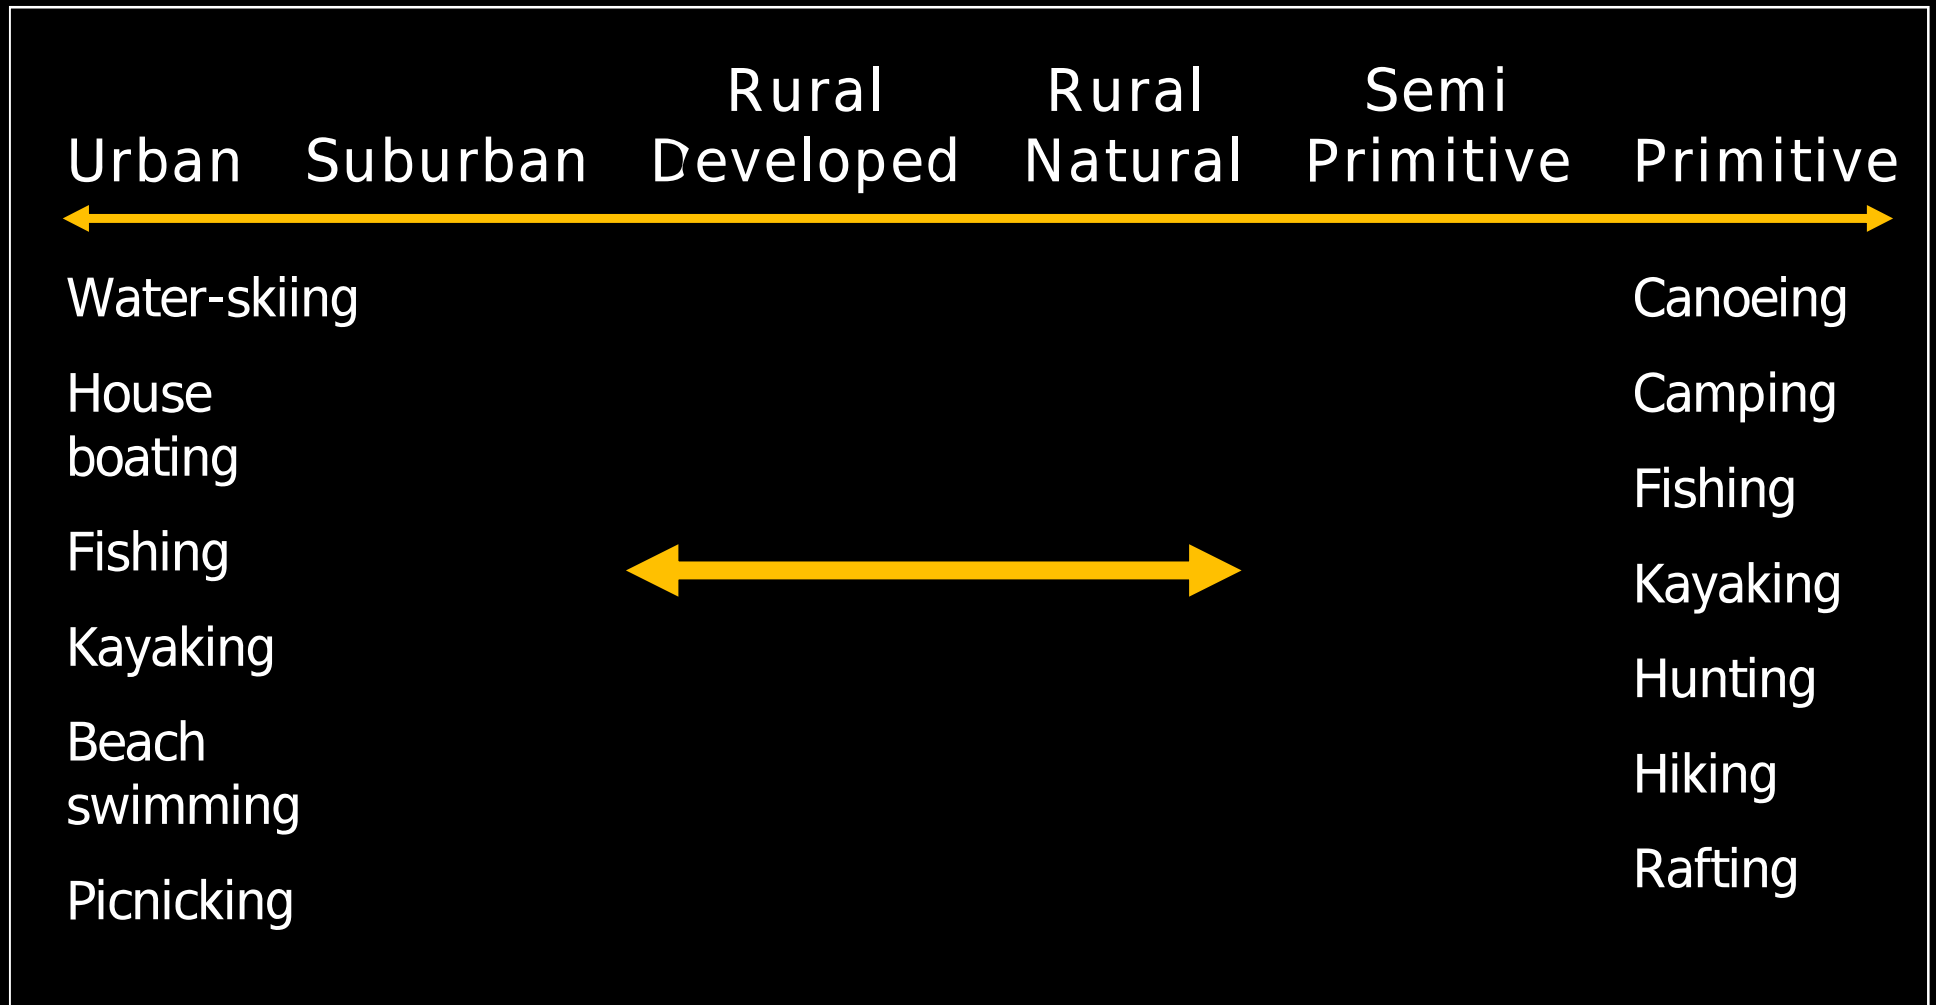 Urban
Suburban
Rural
Developed
Rural
Natural
Semi
Primitive
Primitive
Water-skiing
House
boating
Fishing
Kayaking
Beach
swimming
Picnicking
Canoeing
Camping
Fishing
Kayaking
Hunting
Hiking
Rafting